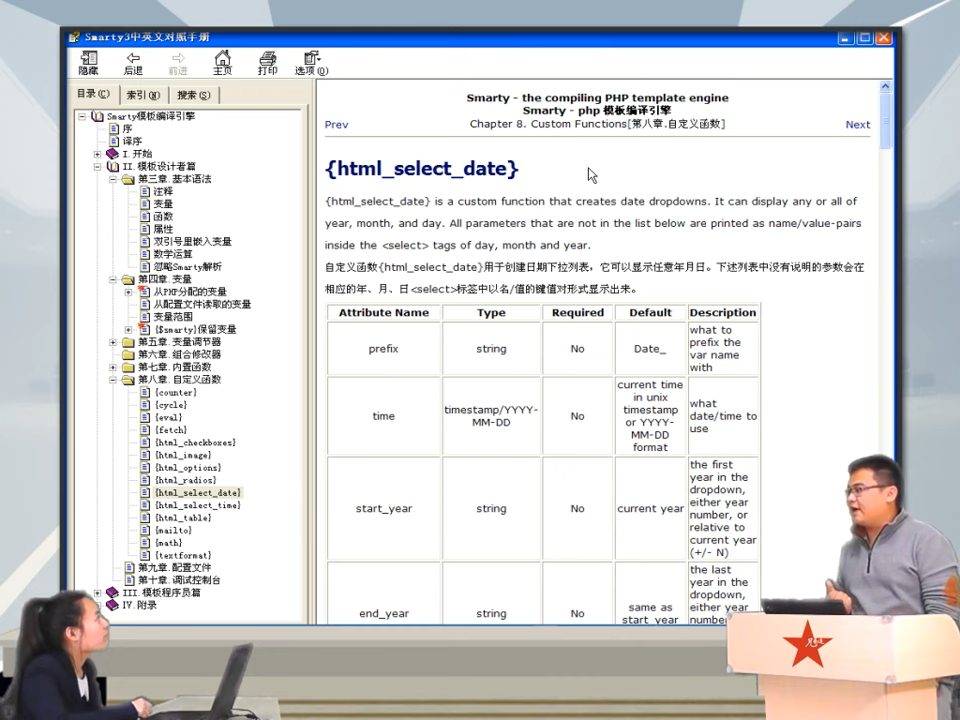 Smarty3中英文对照手册
隐藏
后退
前进
主页
打印
选项(O)
目录(C)
索引(N)
搜索(S)
Smarty模板编译引擎
序
译序
I.开始
II.模板设计者篇
第三章.基本语法
注释
变量
函数
属性
双引号里嵌入变量
数学运算
忽略Smarty解析
第四章.变量
从PHP分配的变量
从配置文件读取的变量
变量范围
{$smarty}保留变量
第五章.变量调节器
第六章.组合修改器
第七章.内置函数
第八章.自定义函数
{counter}
{cycle}
{eval}
{fetch}
{html_checkboxes}
{html_image}
{html_options}
{html_radios}
{html_select_date}
{html_select_time}
{html_table}
{mailto}
{math}
{textformat}
第九章.配置文件
第十章.调试控制台
III.模板程序员篇
IV.附录
Smarty - the compiling PHP template engine
Smarty - php 模板编译引擎
Prev
Chapter 8. Custom Functions[第八章.自定义函数]
Next
{html_select_date}
{html_select_date} is a custom function that creates date dropdowns. It can display any or all of
year, month, and day. All parameters that are not in the list below are printed as name/value-pairs
inside the <select> tags of day, month and year.
自定义函数{html_select_date}用于创建日期下拉列表，它可以显示任意年月日。下述列表中没有说明的参数会在
相应的年、月、日<select>标签中以名/值的键值对形式显示出来。
Attribute Name Type Required Default Description
prefix string No Date_ what to
prefix the
var name
with
time timestamp/YYYY-
MM-DD
No
current time
in unix
timestamp
or YYYY-
MM-DD
format
what
date/time to
use
start_year string No current year
the first
year in the
dropdown,
either year
number, or
relative to
current year
(+/- N)
end_year string No same as
start_year
the last
year in the
dropdown,
either year